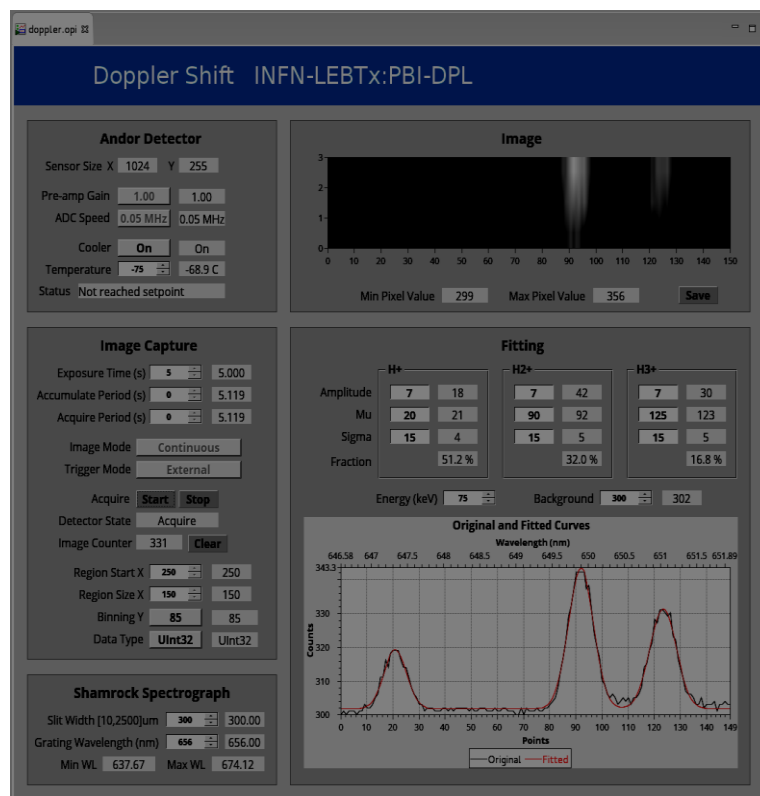 doppler.opi
Doppler Shift INFN-LEBTx:PBI-DPL
Andor Detector
Sensor Size X 1024 Y 255
Pre-amp Gain 1.00 1.00
ADC Speed 0.05 MHz 0.05 MHz
Cooler On On
Temperature -75 -68.9 C
Status Not reached setpoint
Image
3
2
1
0
0 10 20 30 40 50 60 70 80 90 100 110 120 130 140 150
Min Pixel Value 299 Max Pixel Value 356 Save
Image Capture
Exposure Time (s) 5 5.000
Accumulate Period (s) 0 5.119
Acquire Period (s) 0 5.119
Image Mode Continuous
Trigger Mode External
Acquire Start Stop
Detector State Acquire
Image Counter 331 Clear
Region Start X 250 250
Region Size X 150 150
Binning Y 85 85
Data Type UInt32 UInt32
Fitting
H+ H2+ H3+
Amplitude 7 18 7 42 7 30
Mu 20 21 90 92 125 123
Sigma 15 4 15 5 15 5
Fraction 51.2 % 32.0 % 16.8 %
Energy (keV) 75 Background 300 302
Original and Fitted Curves
Wavelength (nm)
646.58 647 647.5 648 648.5 649 649.5 650 650.5 651 651.5 651.89
343.3
330
320
310
300
Counts
0 10 20 30 40 50 60 70 80 90 100 110 120 130 140 149
Points
Original Fitted
Shamrock Spectrograph
Slit Width [10,2500]um 300 300.00
Grating Wavelength (nm) 656 656.00
Min WL 637.67 Max WL 674.12